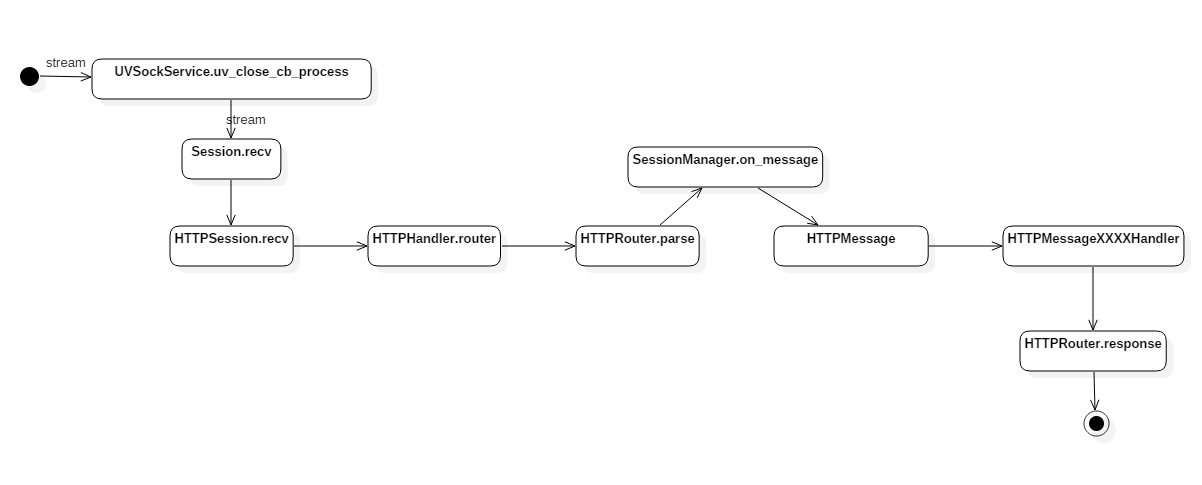 stream
UVSockService.uv_close_cb_process
stream
Session.recv
SessionManager.on_message
HTTPSession.recv
HTTPHandler.router
HTTPRouter.parse
HTTPMessage
HTTPMessageXXXXHandler
HTTPRouter.response